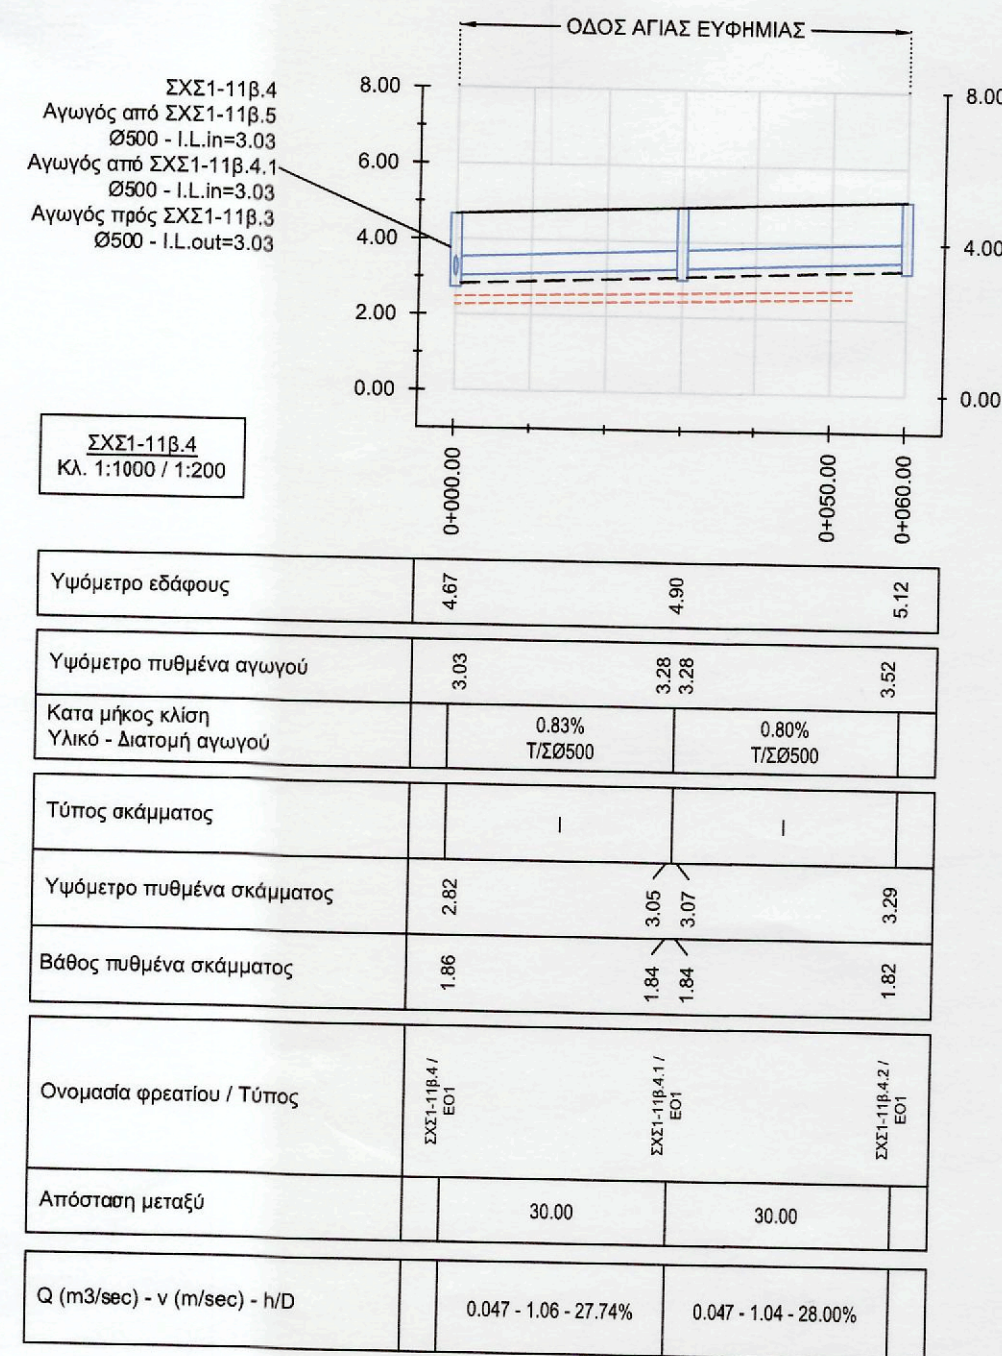 ΟΔΟΣ ΑΓΙΑΣ ΕΥΦΗΜΙΑΣ
ΣΧΣ1-11β.4
Αγωγός από ΣΧΣ1-11β.5
Ø500 - I.L.in=3.03
Αγωγός από ΣΧΣ1-11β.4.1
Ø500 - I.L.in=3.03
Αγωγός πρός ΣΧΣ1-11β.3
Ø500 - I.L.out=3.03
8.00
6.00
4.00
2.00
0.00
8.00
4.00
0.00
ΣΧΣ1-11β.4
Κλ. 1:1000 / 1:200
0+000.00
0+050.00
0+060.00
Υψόμετρο εδάφους
4.67
4.90
5.12
Υψόμετρο πυθμένα αγωγού
3.03
3.28
3.28
3.52
Κατα μήκος κλίση
Υλικό - Διατομή αγωγού
0.83%
Τ/ΣØ500
0.80%
Τ/ΣØ500
Τύπος σκάμματος
I
I
Υψόμετρο πυθμένα σκάμματος
2.82
3.05
3.07
3.29
Βάθος πυθμένα σκάμματος
1.86
1.84
1.84
1.82
Ονομασία φρεατίου / Τύπος
ΣΧΣ1-11β.4 /
ΕΟ1
ΣΧΣ1-11β.4.1 /
ΕΟ1
ΣΧΣ1-11β.4.2 /
ΕΟ1
Απόσταση μεταξύ
30.00
30.00
Q (m3/sec) - v (m/sec) - h/D
0.047 - 1.06 - 27.74%
0.047 - 1.04 - 28.00%